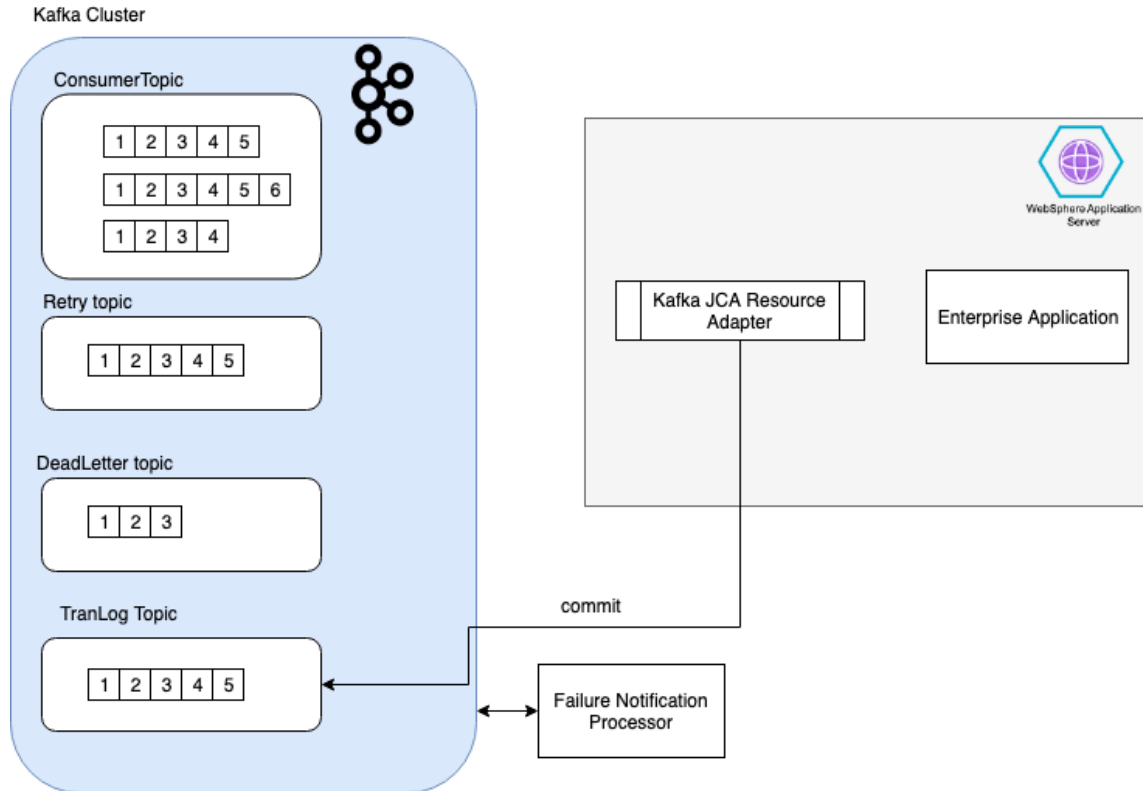 Kafka Cluster
ConsumerTopic
1 2 3 4 5
1 2 3 4 5 6
1 2 3 4
Retry topic
1 2 3 4 5
DeadLetter topic
1 2 3
TranLog Topic
1 2 3 4 5
WebSphere Application
Server
Kafka JCA Resource
Adapter
Enterprise Application
commit
Failure Notification
Processor